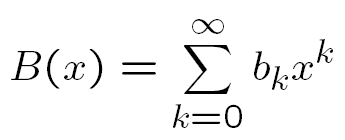 B(x) = \sum_{k=0}^{\infty} b_k x^k